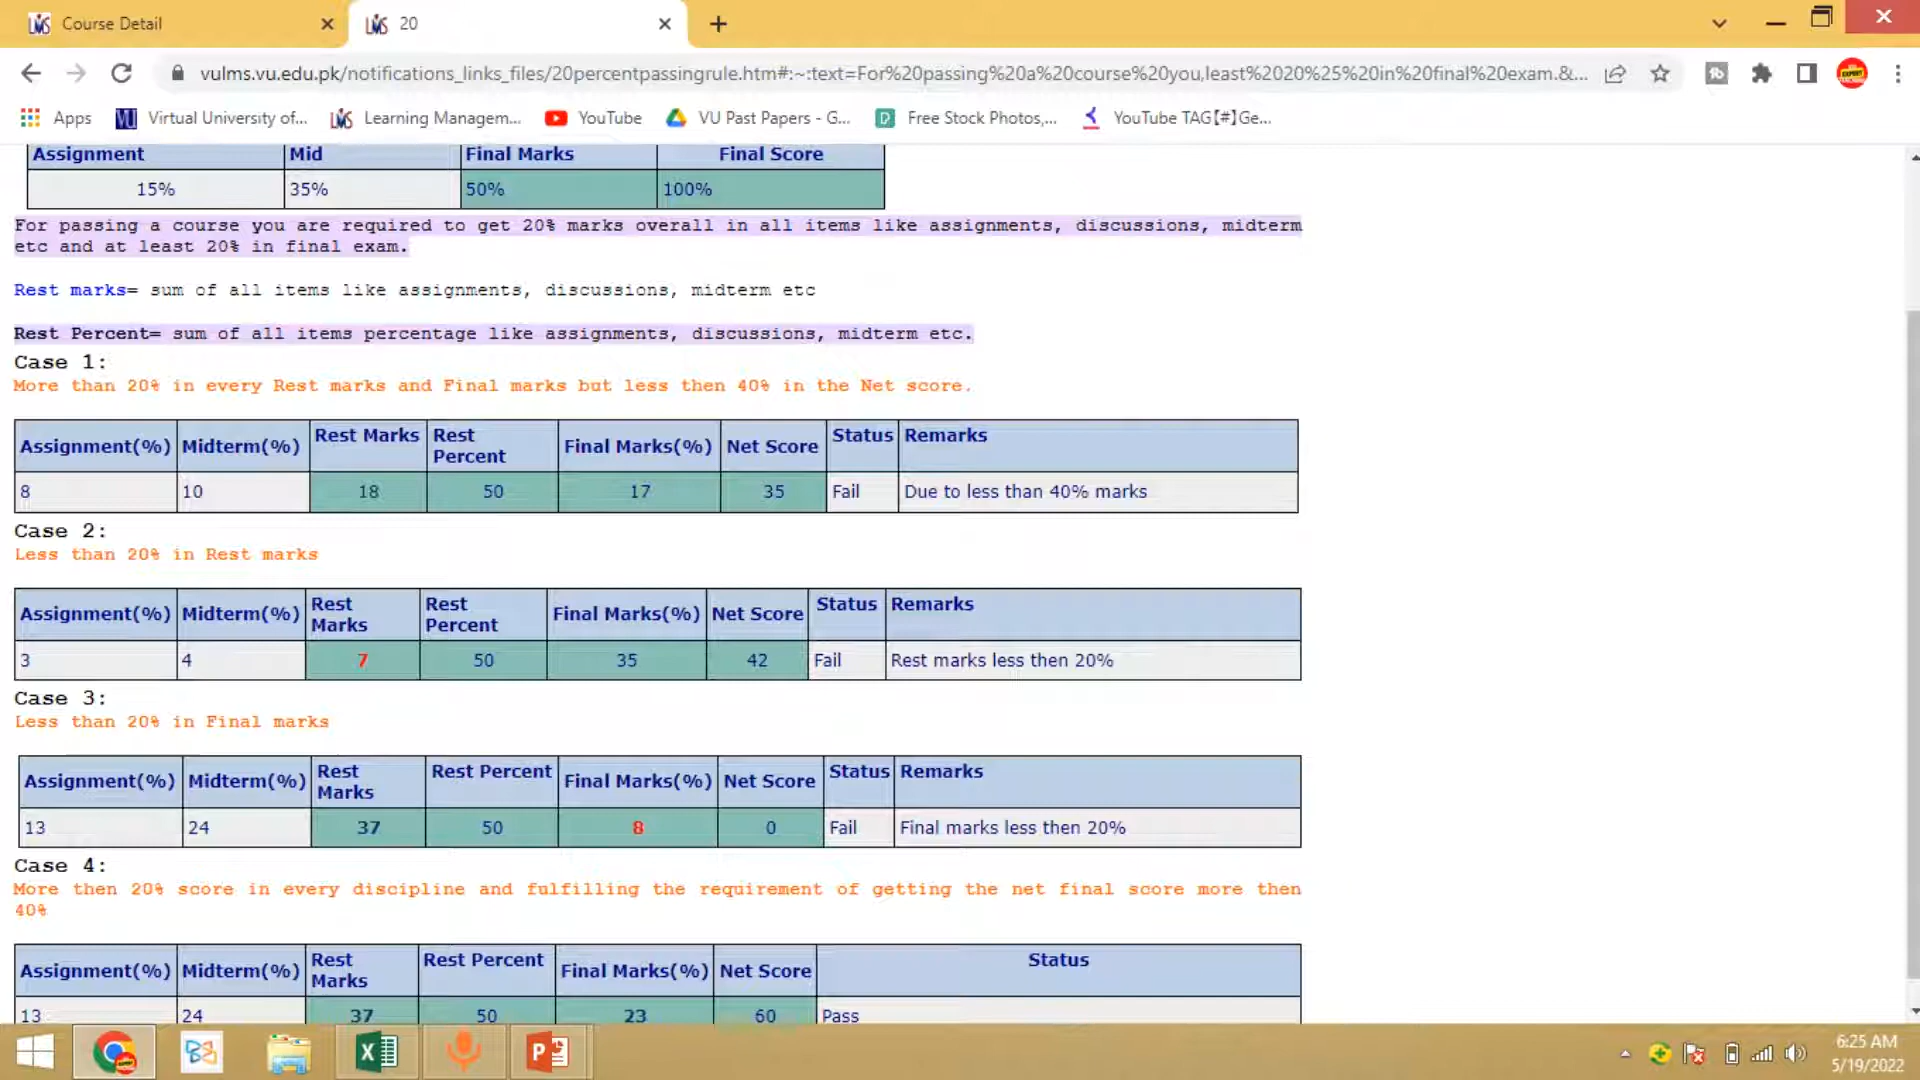 Course Detail
20
vulms.vu.edu.pk/notifications_links_files/20percentpassingrule.htm#:~:text=For%20passing%20a%20course%20you,least%2020%25%20in%20final%20exam.&...
Apps
Virtual University of...
Learning Managem...
YouTube
VU Past Papers - G...
Free Stock Photos,...
YouTube TAG【#】Ge...
Assignment Mid Final Marks Final Score
15% 35% 50% 100%
For passing a course you are required to get 20% marks overall in all items like assignments, discussions, midterm
etc and at least 20% in final exam.
Rest marks= sum of all items like assignments, discussions, midterm etc
Rest Percent= sum of all items percentage like assignments, discussions, midterm etc.
Case 1:
More than 20% in every Rest marks and Final marks but less then 40% in the Net score.
Assignment(%) Midterm(%) Rest Marks Rest Percent Final Marks(%) Net Score Status Remarks
8 10 18 50 17 35 Fail Due to less than 40% marks
Case 2:
Less than 20% in Rest marks
Assignment(%) Midterm(%) Rest Marks Rest Percent Final Marks(%) Net Score Status Remarks
3 4 7 50 35 42 Fail Rest marks less then 20%
Case 3:
Less than 20% in Final marks
Assignment(%) Midterm(%) Rest Marks Rest Percent Final Marks(%) Net Score Status Remarks
13 24 37 50 8 0 Fail Final marks less then 20%
Case 4:
More then 20% score in every discipline and fulfilling the requirement of getting the net final score more then
40%
Assignment(%) Midterm(%) Rest Marks Rest Percent Final Marks(%) Net Score Status
13 24 37 50 23 60 Pass
6:25 AM
5/19/2022